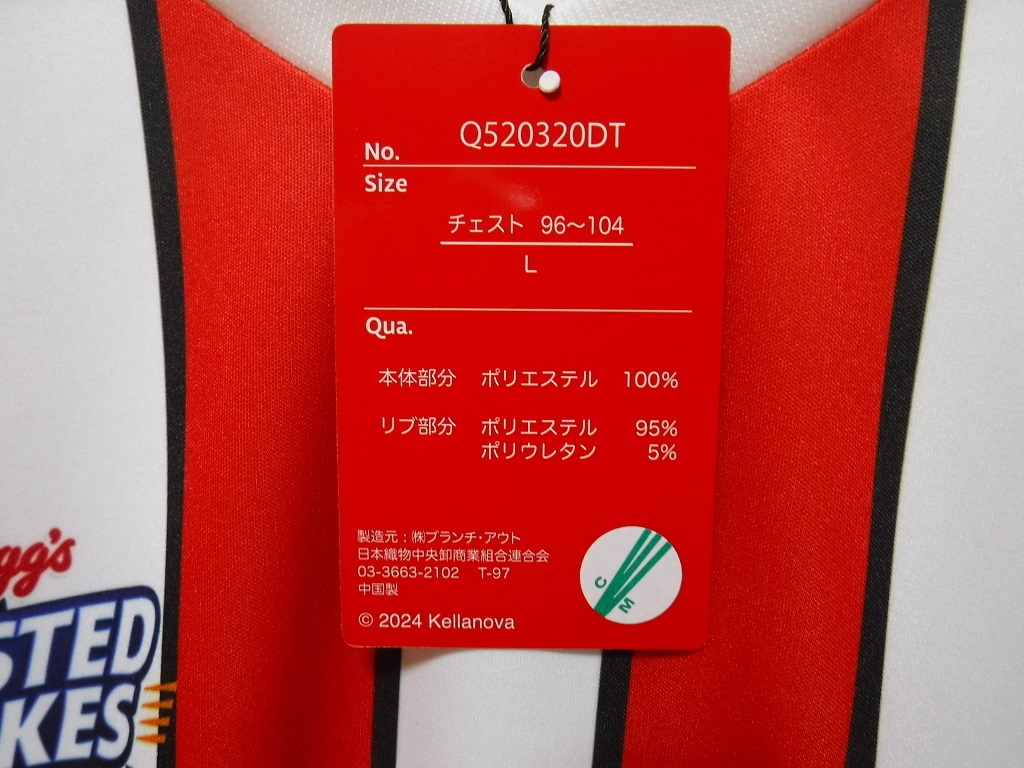 Q520320DT
No.
Size
チェスト 96〜104
L
Qua.
本体部分 ポリエステル 100%
リブ部分 ポリエステル 95%
ポリウレタン 5%
製造元：㈱ブランチ・アウト
日本織物中央卸商業組合連合会
03-3663-2102 T-97
中国製
© 2024 Kellanova
C
M
gg's
STED
KES